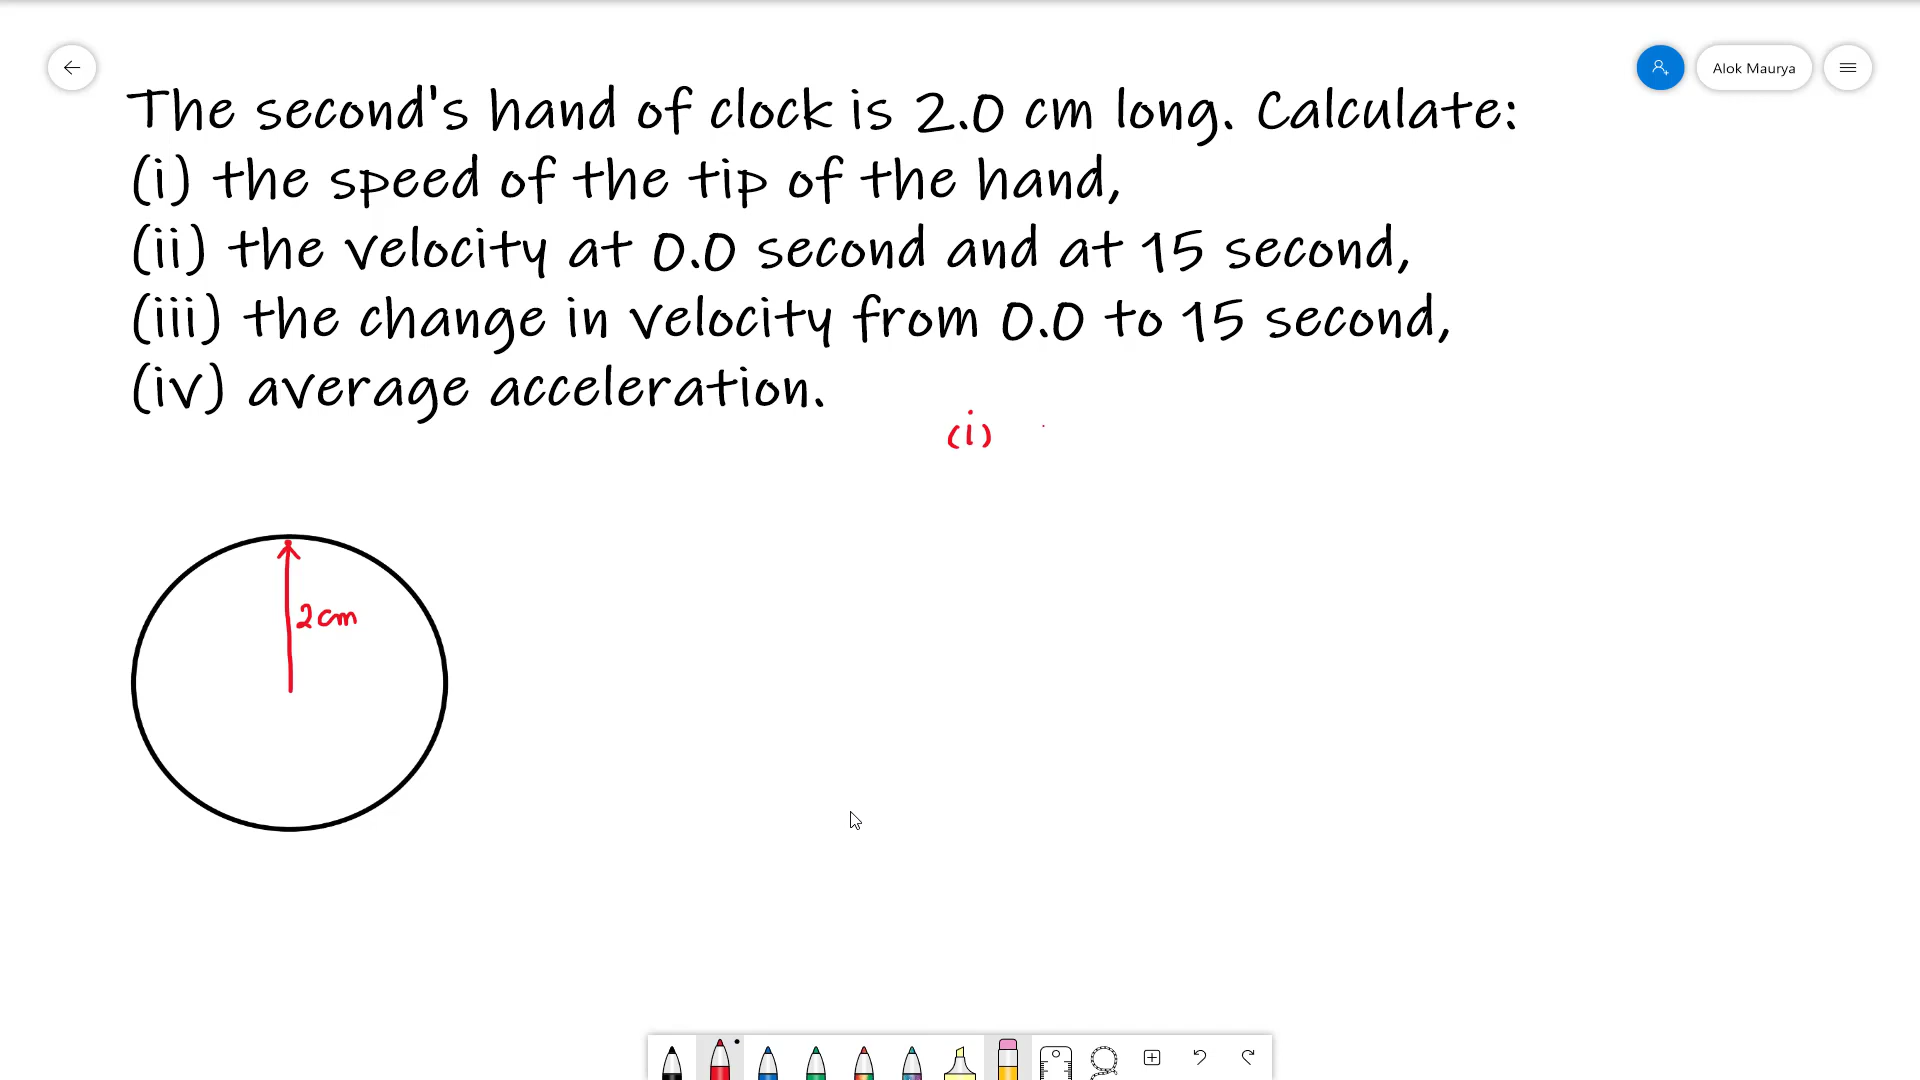 Alok Maurya
The second's hand of clock is 2.0 cm long. Calculate:
(i) the speed of the tip of the hand,
(ii) the velocity at 0.0 second and at 15 second,
(iii) the change in velocity from 0.0 to 15 second,
(iv) average acceleration.
(i)
2cm